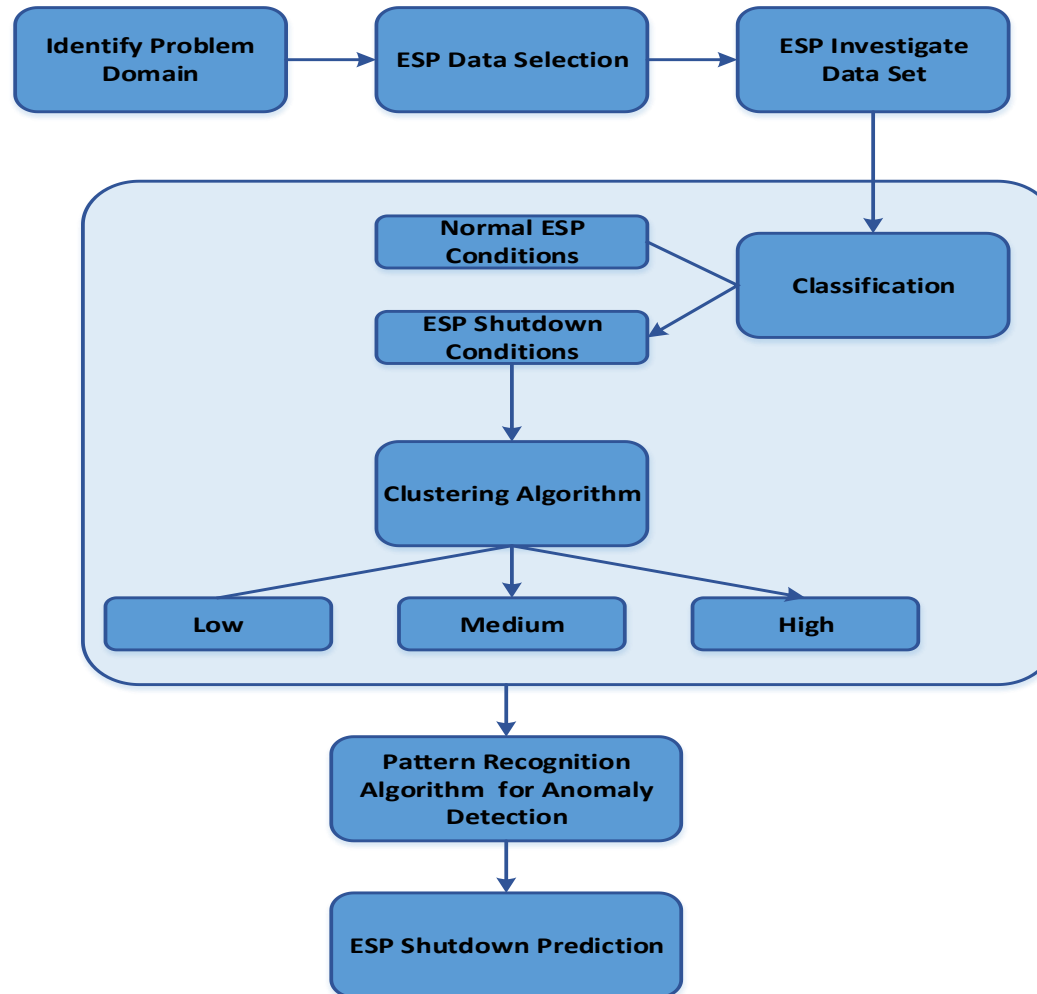 Identify Problem
Domain
ESP Data Selection
ESP Investigate
Data Set
Normal ESP
Conditions
Classification
ESP Shutdown
Conditions
Clustering Algorithm
Low
Medium
High
Pattern Recognition
Algorithm  for Anomaly
Detection
ESP Shutdown Prediction